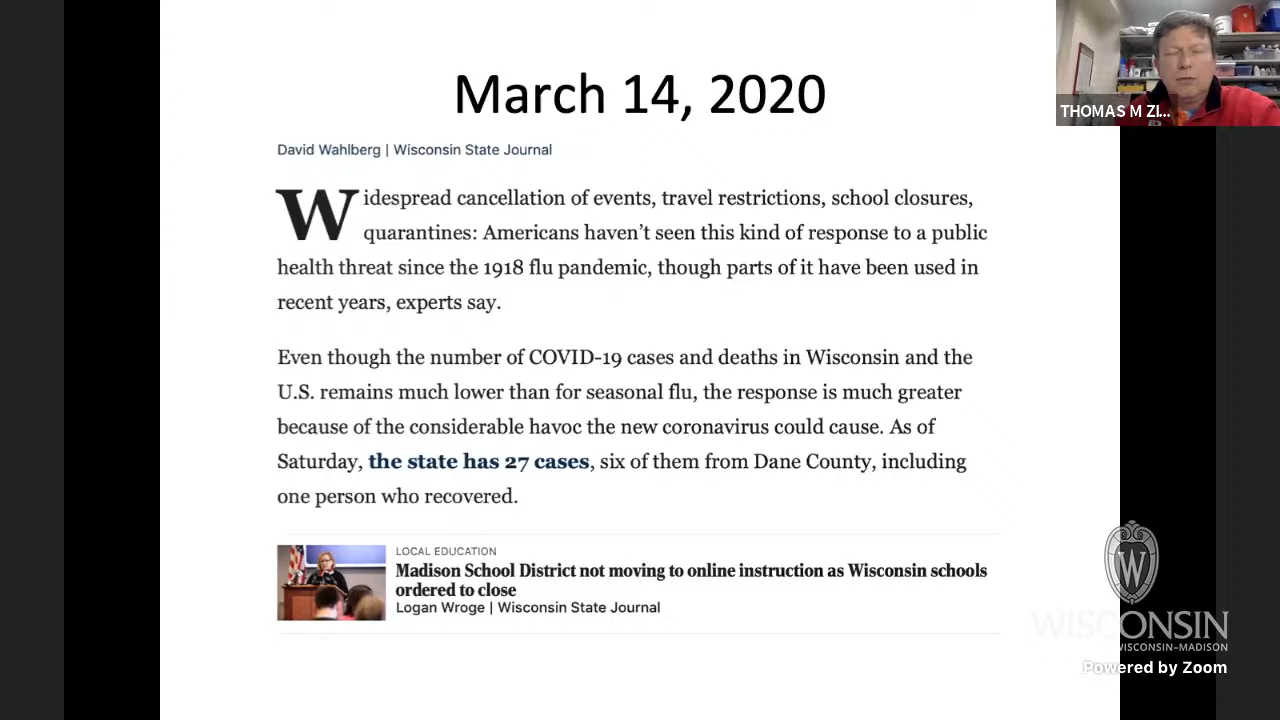 March 14, 2020
THOMAS M ZI...
David Wahlberg | Wisconsin State Journal
Widespread cancellation of events, travel restrictions, school closures,
quarantines: Americans haven't seen this kind of response to a public
health threat since the 1918 flu pandemic, though parts of it have been used in
recent years, experts say.
Even though the number of COVID-19 cases and deaths in Wisconsin and the
U.S. remains much lower than for seasonal flu, the response is much greater
because of the considerable havoc the new coronavirus could cause. As of
Saturday, the state has 27 cases, six of them from Dane County, including
one person who recovered.
LOCAL EDUCATION
Madison School District not moving to online instruction as Wisconsin schools
ordered to close
Logan Wroge | Wisconsin State Journal
W
WISCONSIN
WISCONSIN–MADISON
Powered by Zoom